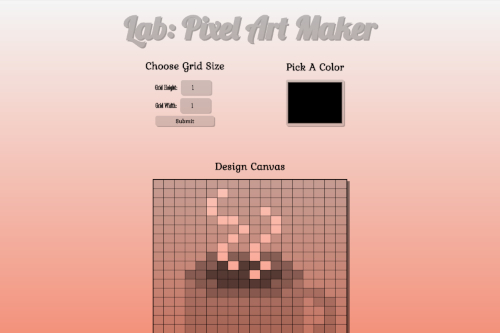 Lab: Pixel Art Maker
Choose Grid Size
Pick A Color
Grid Height: 1
Grid Width: 1
Submit
Design Canvas